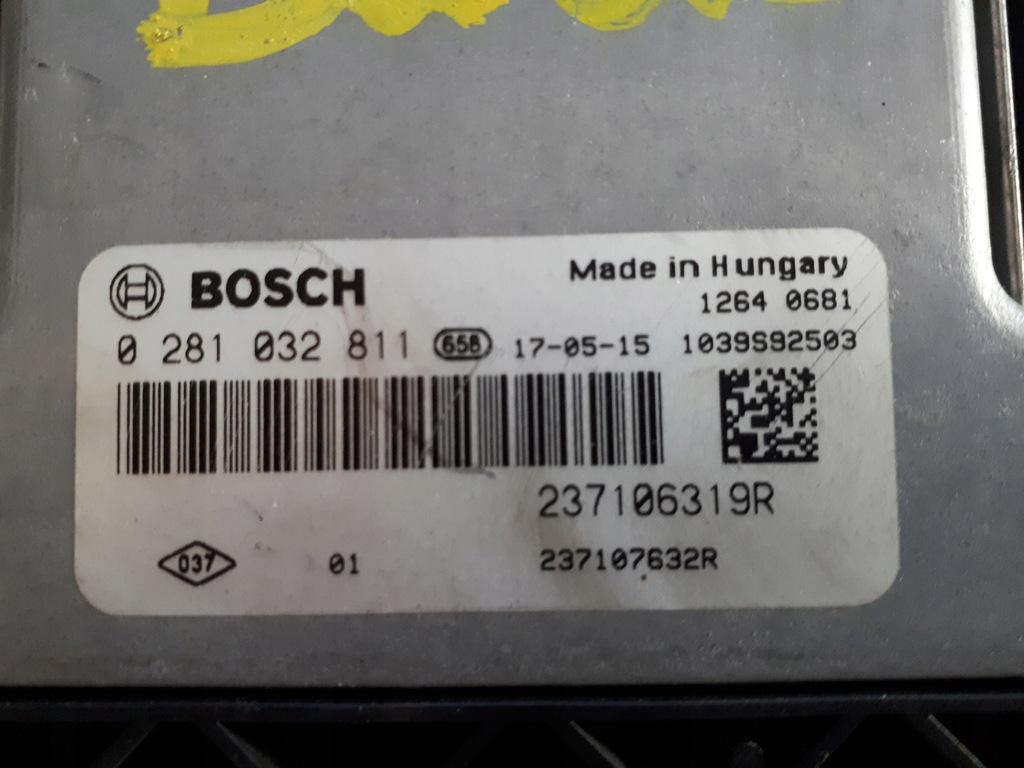 BOSCH
Made in Hungary
1264 0681
0 281 032 811 658 17-05-15 1039S92503
237106319R
037 01 237107632R